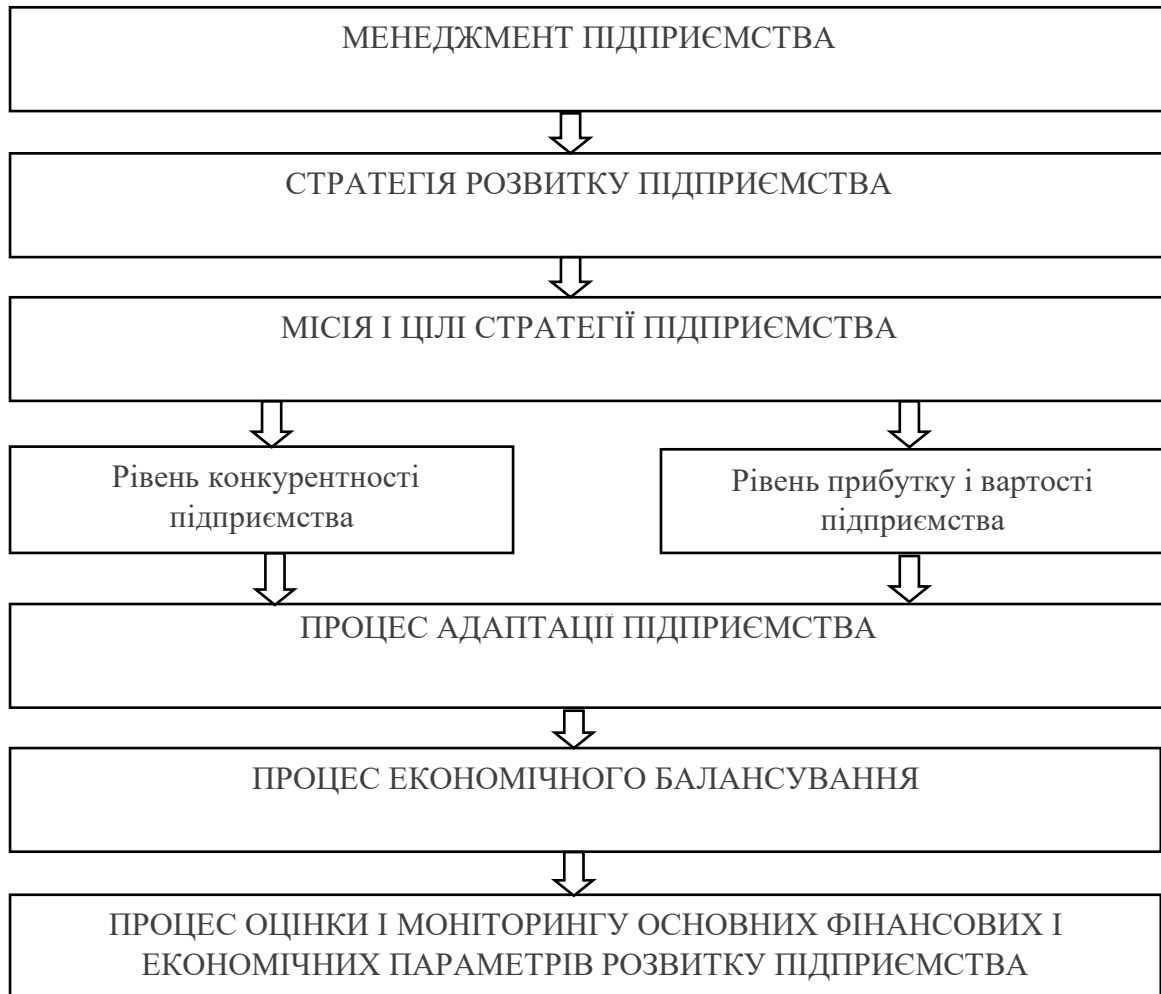 МЕНЕДЖМЕНТ ПІДПРИЄМСТВА
СТРАТЕГІЯ РОЗВИТКУ ПІДПРИЄМСТВА
МІСІЯ І ЦІЛІ СТРАТЕГІЇ ПІДПРИЄМСТВА
Рівень конкурентності
підприємства
Рівень прибутку і вартості
підприємства
ПРОЦЕС АДАПТАЦІЇ ПІДПРИЄМСТВА
ПРОЦЕС ЕКОНОМІЧНОГО БАЛАНСУВАННЯ
ПРОЦЕС ОЦІНКИ І МОНІТОРИНГУ ОСНОВНИХ ФІНАНСОВИХ І
ЕКОНОМІЧНИХ ПАРАМЕТРІВ РОЗВИТКУ ПІДПРИЄМСТВА